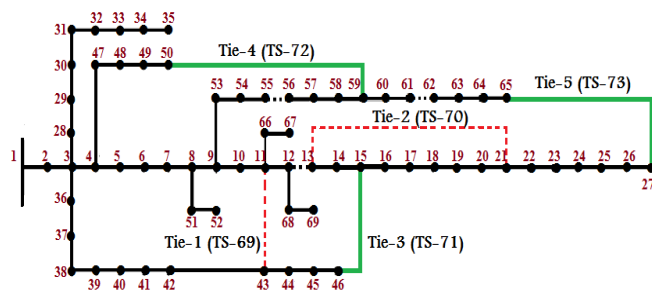 31 32 33 34 35
47 48 49 50 Tie-4 (TS-72)
30
53 54 55 56 57 58 59 60 61 62 63 64 65 Tie-5 (TS-73)
29
66 67 Tie-2 (TS-70)
28
1 2 3 4 5 6 7 8 9 10 11 12 13 14 15 16 17 18 19 20 21 22 23 24 25 26
27
36
51 52 68 69
37 Tie-1 (TS-69) Tie-3 (TS-71)
38
39 40 41 42 43 44 45 46